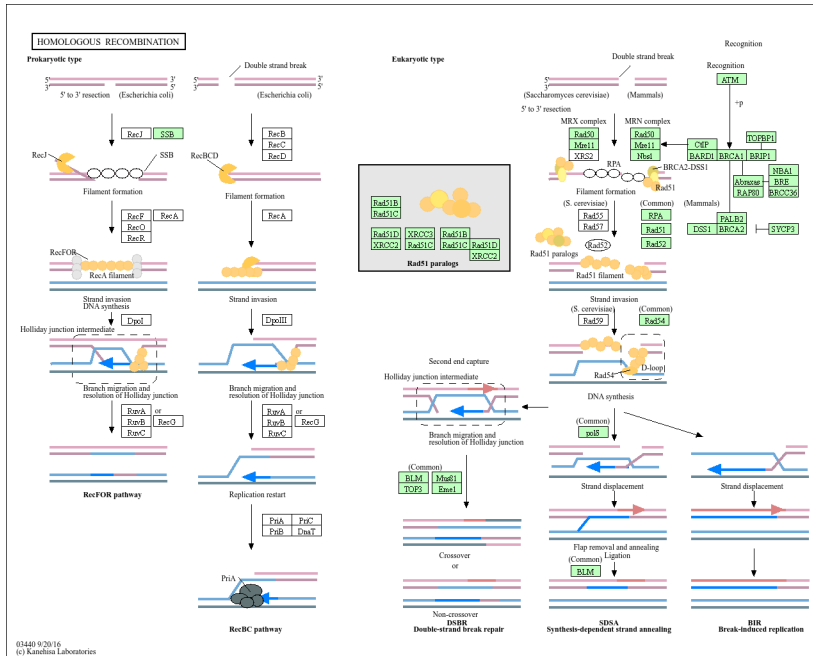 HOMOLOGOUS RECOMBINATION
Prokaryotic type
5' 3'
3' 5'
5' to 3' resection
(Escherichia coli)
RecJ
SSB
RecJ
SSB
Filament formation
RecF
RecA
RecO
RecR
RecFOR
RecA filament
Strand invasion
DNA synthesis
DpoI
Holliday junction intermediate
Branch migration and
resolution of Holliday junction
RuvA or
RuvB RecG
RuvC
RecFOR pathway
Double strand break
5' 3'
3' 5'
(Escherichia coli)
RecB
RecC
RecD
RecBCD
Filament formation
RecA
Strand invasion
DpoIII
Branch migration and
resolution of Holliday junction
RuvA or
RuvB RecG
RuvC
Replication restart
PriA PriC
PriB DnaT
PriA
RecBC pathway
Eukaryotic type
Rad51B
Rad51C
Rad51D
XRCC2
XRCC3
Rad51C
Rad51B
Rad51C
Rad51D
XRCC2
Rad51 paralogs
Double strand break
5' 3'
3' 5'
(Saccharomyces cerevisiae)
(Mammals)
5' to 3' resection
MRX complex
Rad50
Mre11
XRS2
MRN complex
Rad50
Mre11
Nbs1
RPA
BRCA2-DSS1
Rad51
Filament formation
(S. cerevisiae)
Rad55
Rad57
Rad52
(Common)
RPA
Rad51
Rad52
Rad51 paralogs
Rad51 filament
Strand invasion
(S. cerevisiae)
Rad59
(Common)
Rad54
Rad54
D-loop
DNA synthesis
Recognition
Recognition
ATM
+p
CtIP
TOPBP1
BARD1 BRCA1 BRIP1
Abraxas
RAP80
NBA1
BRE
BRCC36
(Mammals)
PALB2
DSS1 BRCA2
SYCP3
Second end capture
Holliday junction intermediate
Branch migration and
resolution of Holliday junction
(Common)
BLM Mus81
TOP3 Eme1
Crossover
or
Non-crossover
DSBR
Double-strand break repair
(Common)
polδ
Strand displacement
Flap removal and annealing
Ligation
(Common)
BLM
SDSA
Synthesis-dependent strand annealing
Strand displacement
BIR
Break-induced replication
03440 9/20/16
(c) Kanehisa Laboratories